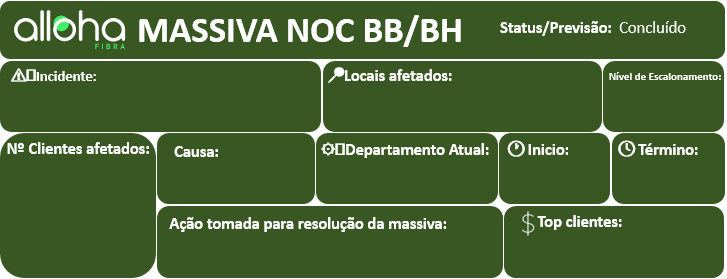 alloha
FIBRA
MASSIVA NOC BB/BH
Status/Previsão: Concluído
Incidente:
Locais afetados:
Nível de Escalonamento:
Nº Clientes afetados:
Causa:
Departamento Atual:
Inicio:
Término:
Ação tomada para resolução da massiva:
Top clientes: